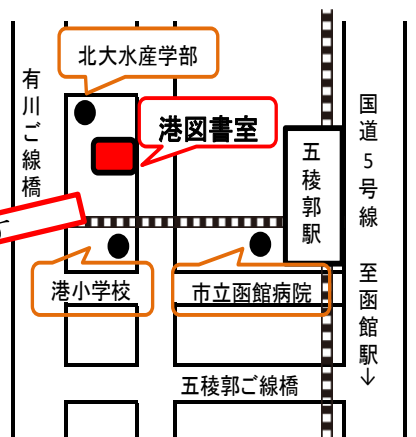 北大水産学部
有川ご線橋
港図書室
五稜郭駅
国道5号線
至函館駅↓
す
港小学校
市立函館病院
五稜郭ご線橋